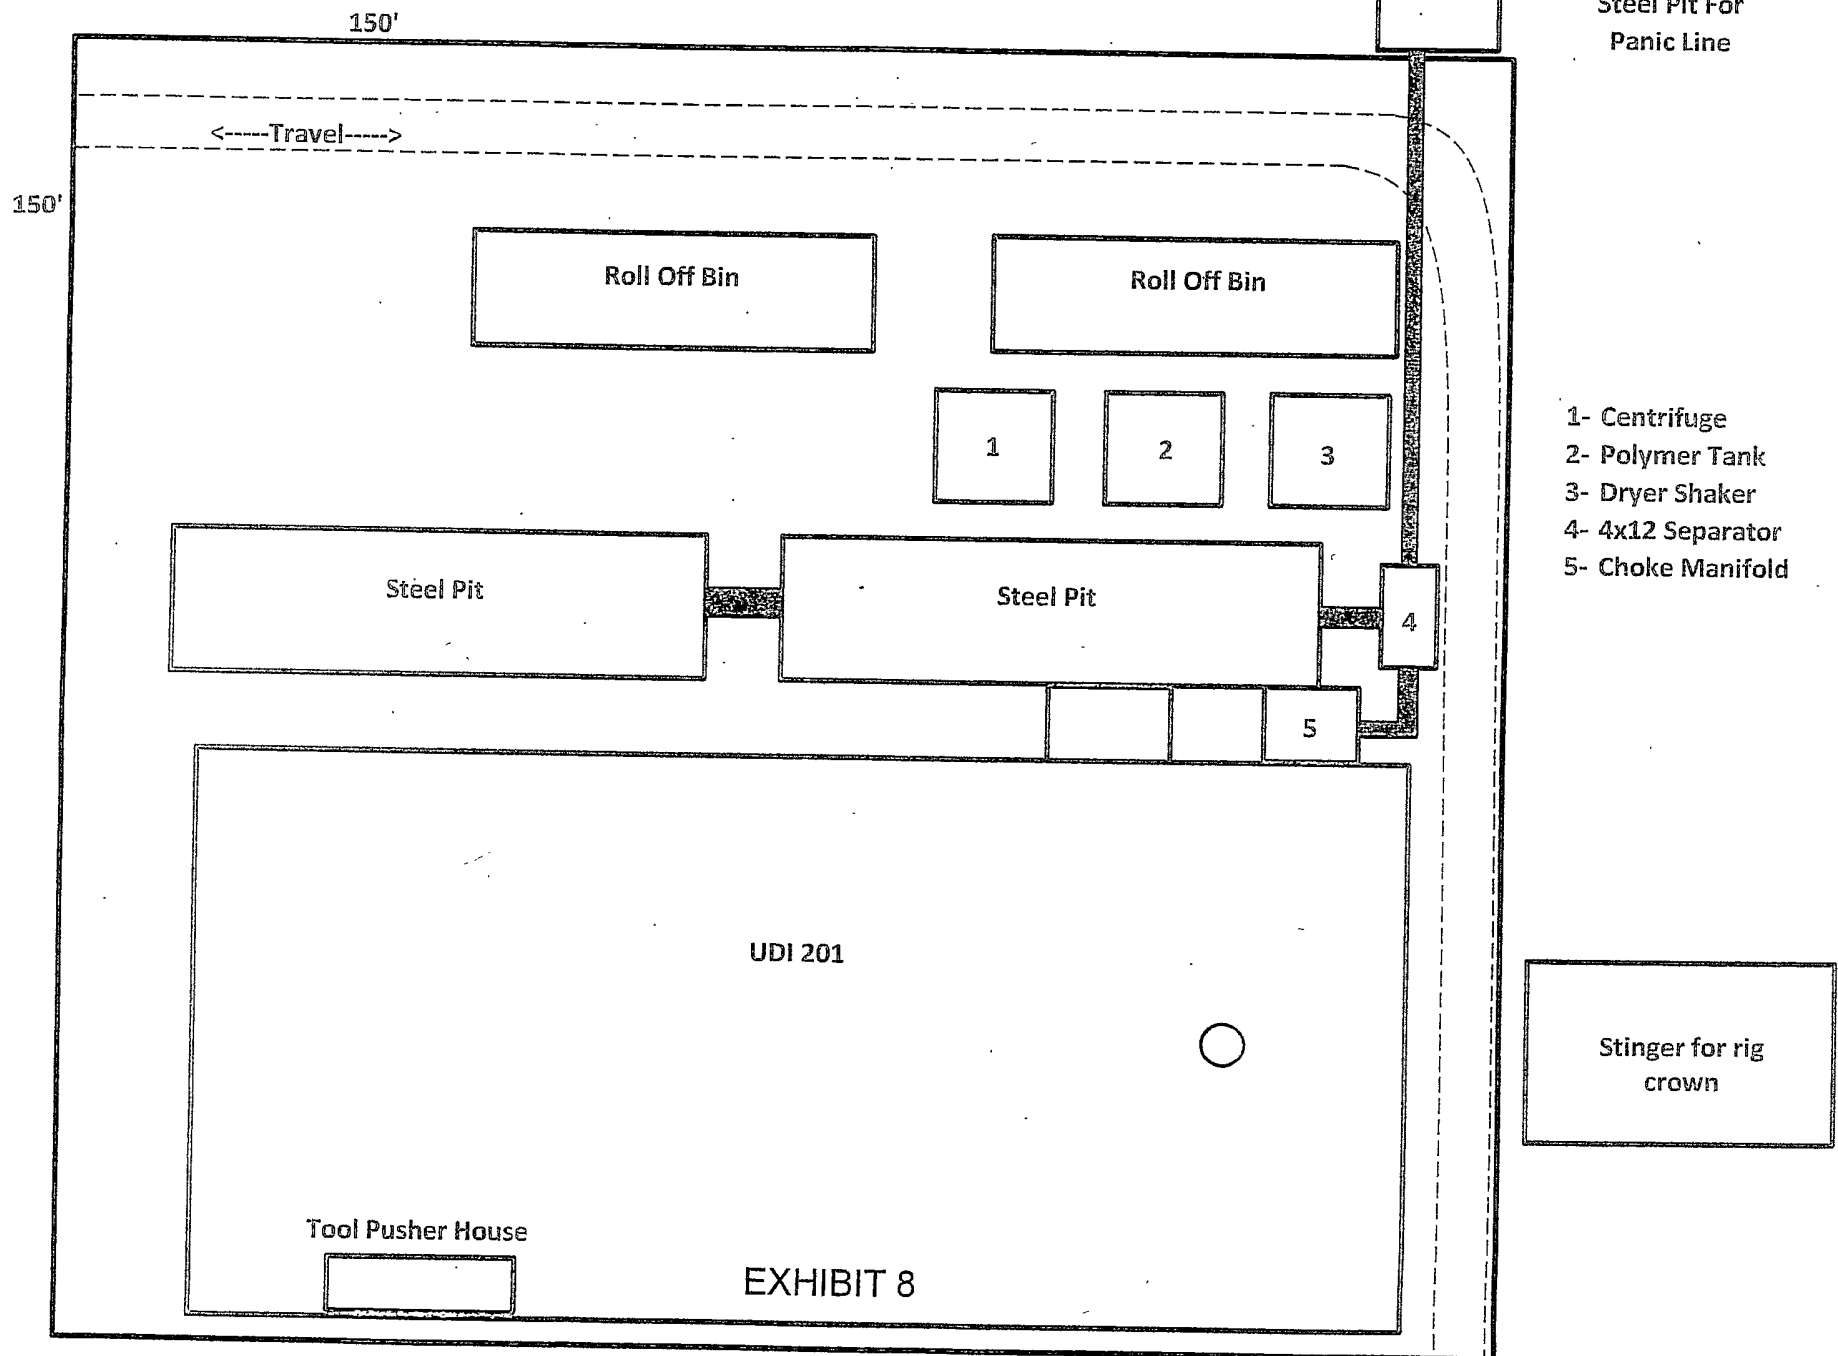 150'
Steel Pit For
Panic Line
<-----Travel----->
150'
Roll Off Bin
Roll Off Bin
1
2
3
1- Centrifuge
2- Polymer Tank
3- Dryer Shaker
4- 4x12 Separator
5- Choke Manifold
Steel Pit
Steel Pit
4
5
UDI 201
Stinger for rig
crown
Tool Pusher House
EXHIBIT 8